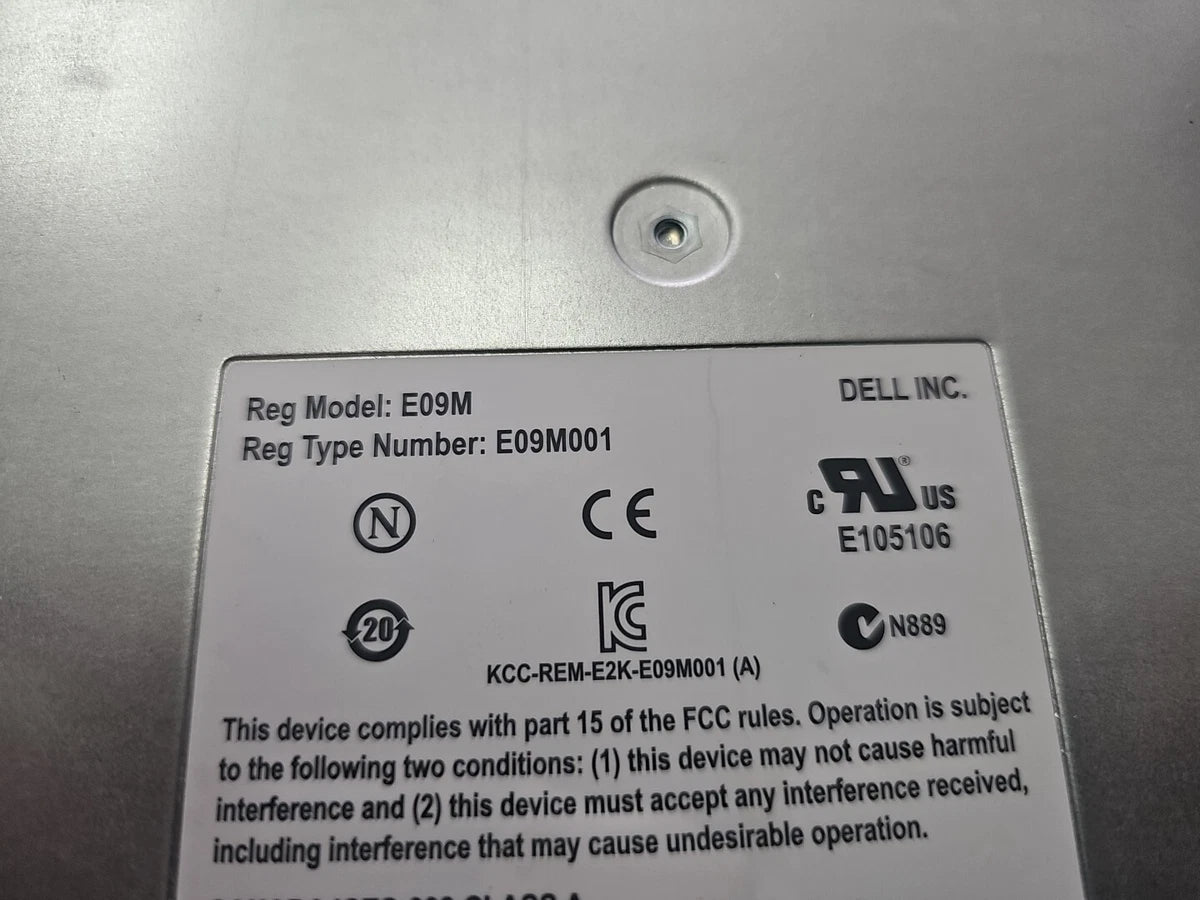 Reg Model: E09M
DELL INC.
Reg Type Number: E09M001
N
CE
c RU ® US
E105106
20
KC
N889
KCC-REM-E2K-E09M001 (A)
This device complies with part 15 of the FCC rules. Operation is subject
to the following two conditions: (1) this device may not cause harmful
interference and (2) this device must accept any interference received,
including interference that may cause undesirable operation.